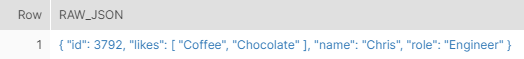 Row RAW_JSON
1 { "id": 3792, "likes": [ "Coffee", "Chocolate" ], "name": "Chris", "role": "Engineer" }